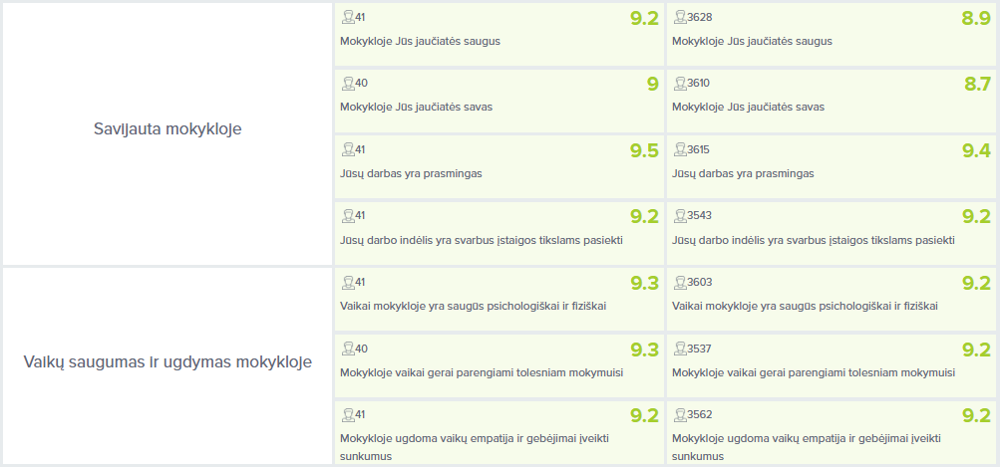 Savijauta mokykloje
41
9.2
Mokykloje Jūs jaučiatės saugus
3628
8.9
Mokykloje Jūs jaučiatės saugus
40
9
Mokykloje Jūs jaučiatės savas
3610
8.7
Mokykloje Jūs jaučiatės savas
41
9.5
Jūsų darbas yra prasmingas
3615
9.4
Jūsų darbas yra prasmingas
41
9.2
Jūsų darbo indėlis yra svarbus įstaigos tikslams pasiekti
3543
9.2
Jūsų darbo indėlis yra svarbus įstaigos tikslams pasiekti
Vaikų saugumas ir ugdymas mokykloje
41
9.3
Vaikai mokykloje yra saugūs psichologiškai ir fiziškai
3603
9.2
Vaikai mokykloje yra saugūs psichologiškai ir fiziškai
40
9.3
Mokykloje vaikai gerai parengiami tolesniam mokymuisi
3537
9.2
Mokykloje vaikai gerai parengiami tolesniam mokymuisi
41
9.2
Mokykloje ugdoma vaikų empatija ir gebėjimai įveikti
sunkumus
3562
9.2
Mokykloje ugdoma vaikų empatija ir gebėjimai įveikti
sunkumus